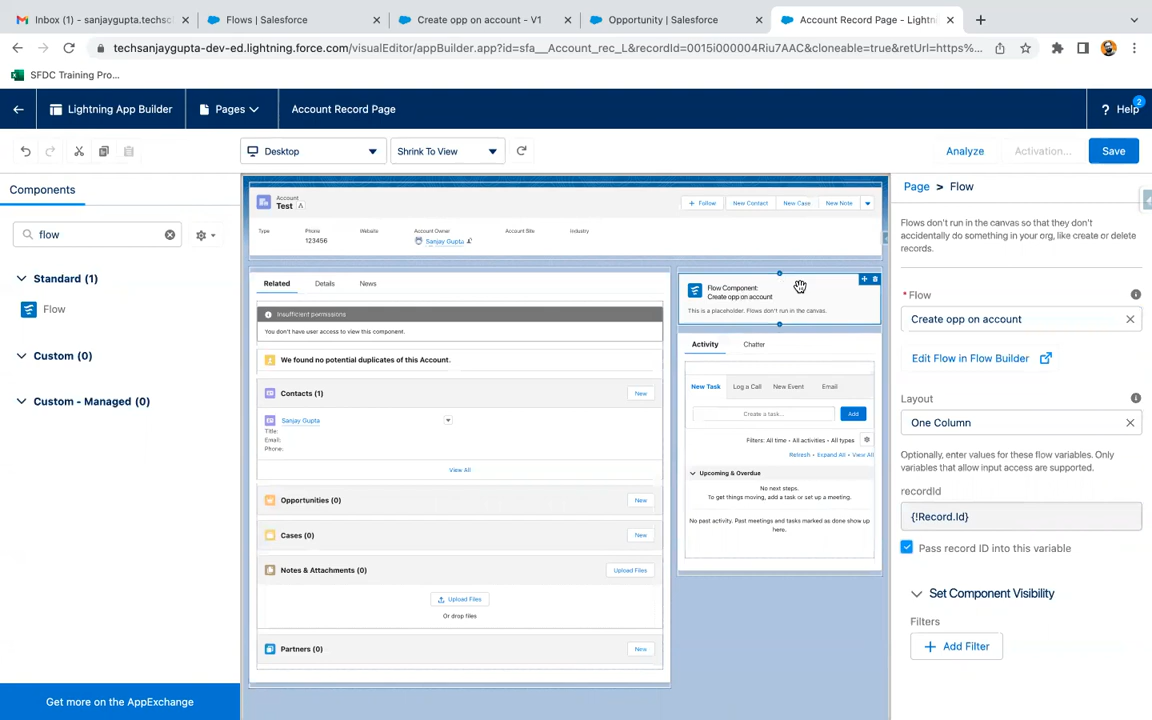 Inbox (1) - sanjaygupta.techsc
Flows | Salesforce
Create opp on account - V1
Opportunity | Salesforce
Account Record Page - Lightni
techsanjaygupta-dev-ed.lightning.force.com/visualEditor/appBuilder.app?id=sfa__Account_rec_L&recordId=0015i000004Riu7AAC&cloneable=true&retUrl=https%...
SFDC Training Pro...
Lightning App Builder
Pages
Account Record Page
? Help
2
Desktop
Shrink To View
Analyze
Activation...
Save
Components
flow
Standard (1)
Flow
Custom (0)
Custom - Managed (0)
Get more on the AppExchange
Account
Test
+ Follow
New Contact
New Case
New Note
Type
Phone
Website
Account Owner
Account Site
Industry
123456
Sanjay Gupta
Related
Details
News
Insufficient permissions
You don't have user access to view this component.
We found no potential duplicates of this Account.
Contacts (1)
New
Sanjay Gupta
Title:
Email:
Phone:
View All
Opportunities (0)
New
Cases (0)
New
Notes & Attachments (0)
Upload Files
Upload Files
Or drop files
Partners (0)
New
Flow Component:
Create opp on account
This is a placeholder. Flows don't run in the canvas.
Activity
Chatter
New Task
Log a Call
New Event
Email
Create a task...
Add
Filters: All time • All activities • All types
Refresh • Expand All • View All
Upcoming & Overdue
No next steps.
To get things moving, add a task or set up a meeting.
No past activity. Past meetings and tasks marked as done show up
here.
Page > Flow
Flows don't run in the canvas so that they don't
accidentally do something in your org, like create or delete
records.
* Flow
Create opp on account
Edit Flow in Flow Builder
Layout
One Column
Optionally, enter values for these flow variables. Only
variables that allow input access are supported.
recordId
{!Record.Id}
Pass record ID into this variable
Set Component Visibility
Filters
+ Add Filter